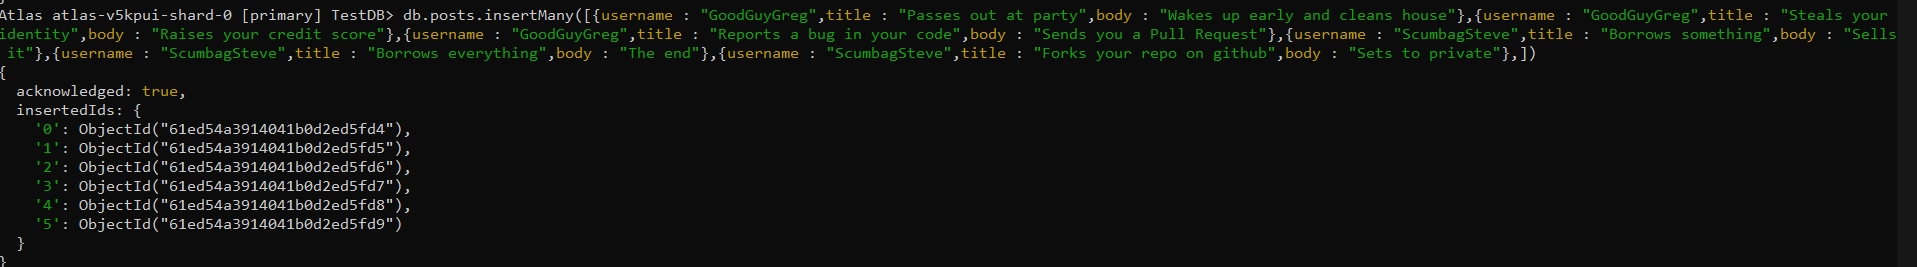 Atlas atlas-v5kpui-shard-0 [primary] TestDB> db.posts.insertMany([{username : "GoodGuyGreg",title : "Passes out at party",body : "Wakes up early and cleans house"},{username : "GoodGuyGreg",title : "Steals your
identity",body : "Raises your credit score"},{username : "GoodGuyGreg",title : "Reports a bug in your code",body : "Sends you a Pull Request"},{username : "ScumbagSteve",title : "Borrows something",body : "Sells
it"},{username : "ScumbagSteve",title : "Borrows everything",body : "The end"},{username : "ScumbagSteve",title : "Forks your repo on github",body : "Sets to private"},])
{
  acknowledged: true,
  insertedIds: {
    '0': ObjectId("61ed54a3914041b0d2ed5fd4"),
    '1': ObjectId("61ed54a3914041b0d2ed5fd5"),
    '2': ObjectId("61ed54a3914041b0d2ed5fd6"),
    '3': ObjectId("61ed54a3914041b0d2ed5fd7"),
    '4': ObjectId("61ed54a3914041b0d2ed5fd8"),
    '5': ObjectId("61ed54a3914041b0d2ed5fd9")
  }
}